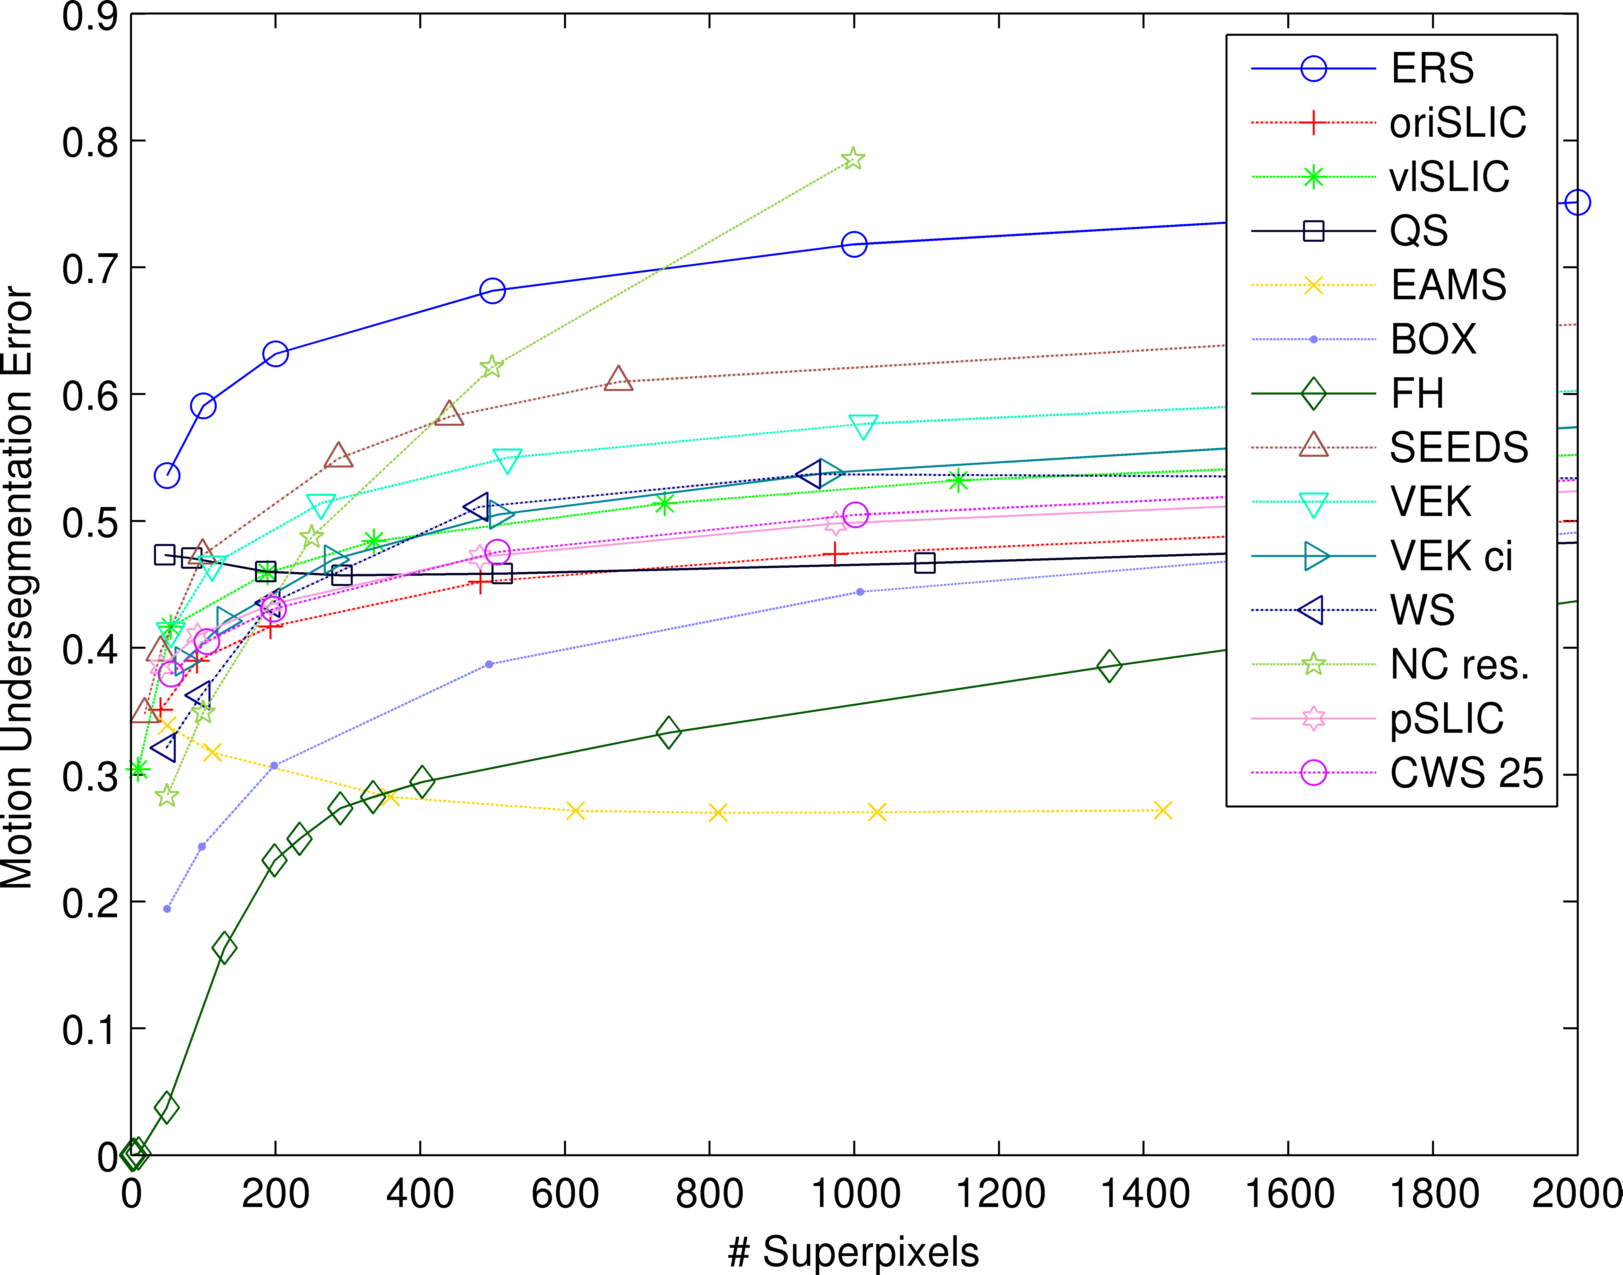 0.9
0.8
0.7
0.6
0.5
0.4
0.3
0.2
0.1
0
Motion Undersegmentation Error
0 200 400 600 800 1000 1200 1400 1600 1800 2000
# Superpixels
ERS
oriSLIC
vlSLIC
QS
EAMS
BOX
FH
SEEDS
VEK
VEK ci
WS
NC res.
pSLIC
CWS 25